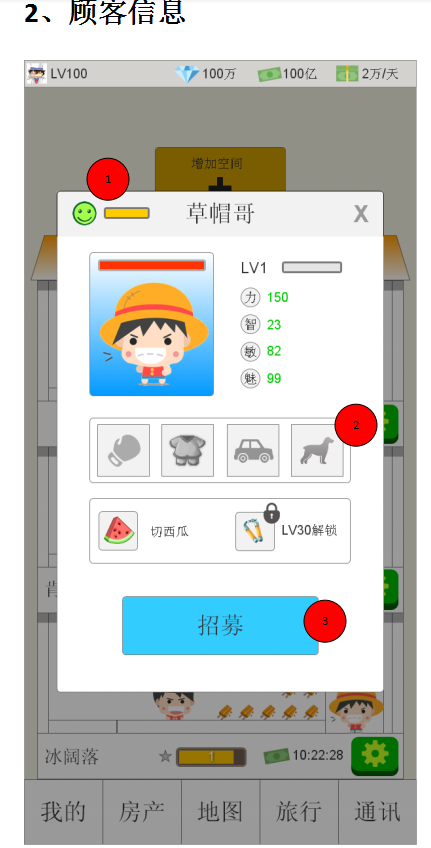 2、顾客信息
LV100 100万 100亿 2万/天
增加空间
1
草帽哥 X
LV1
力 150
智 23
敏 82
魅 99
2
切西瓜 LV30解锁
招募 3
冰阔落 1 10:22:28
我的 房产 地图 旅行 通讯